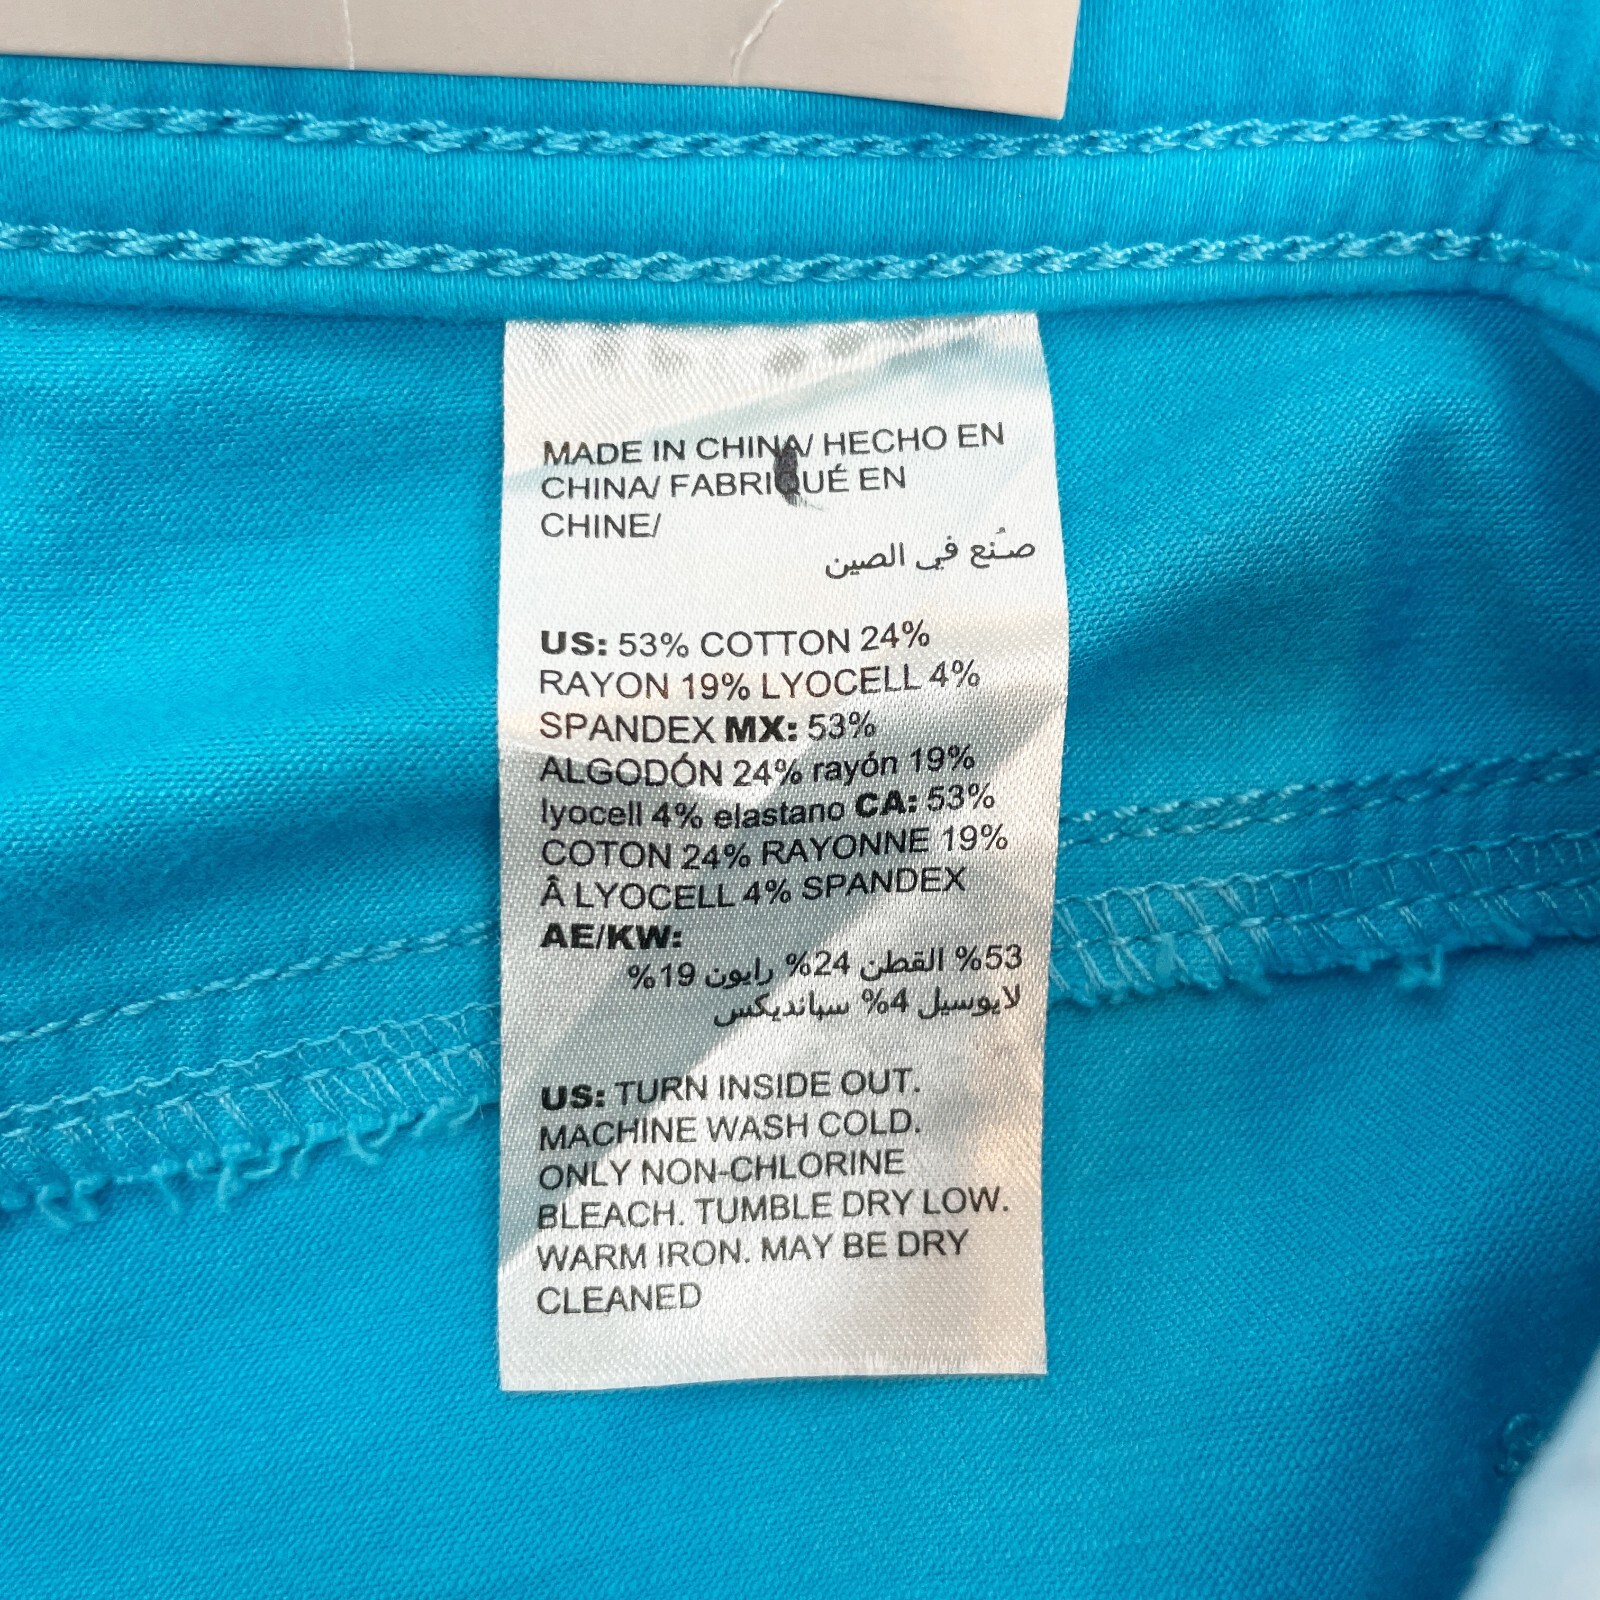 MADE IN CHINA/ HECHO EN
CHINA/ FABRIQUÉ EN
CHINE/
صُنع في الصين
US: 53% COTTON 24%
RAYON 19% LYOCELL 4%
SPANDEX MX: 53%
ALGODÓN 24% rayón 19%
lyocell 4% elastano CA: 53%
COTON 24% RAYONNE 19%
Â LYOCELL 4% SPANDEX
AE/KW:
53% القطن 24% رايون 19%
لايوسيل 4% سبانديكس
US: TURN INSIDE OUT.
MACHINE WASH COLD.
ONLY NON-CHLORINE
BLEACH. TUMBLE DRY LOW.
WARM IRON. MAY BE DRY
CLEANED